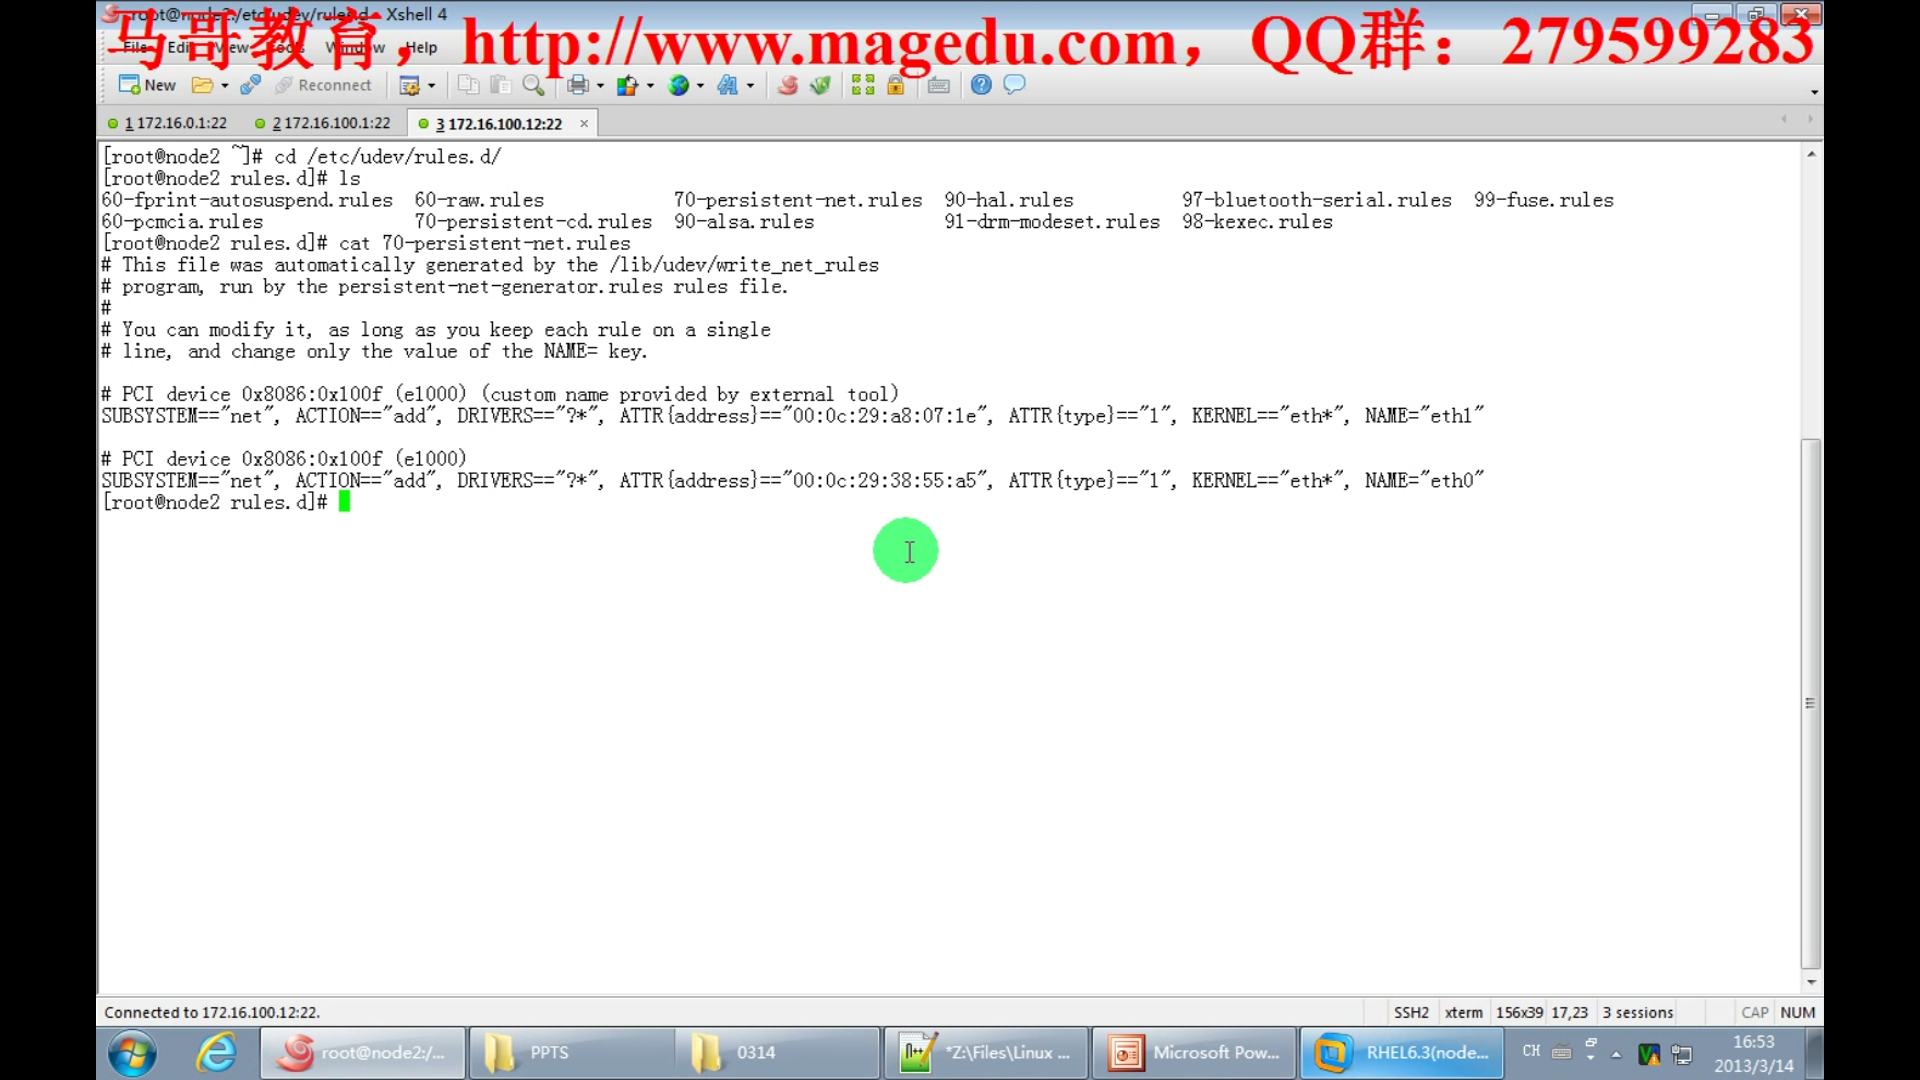 root@node2:/etc/udev/rules.d - Xshell 4
马哥教育，http://www.magedu.com，QQ群：279599283
File Edit View Tools Window Help
New Reconnect
1 172.16.0.1:22 2 172.16.100.1:22 3 172.16.100.12:22
[root@node2 ~]# cd /etc/udev/rules.d/
[root@node2 rules.d]# ls
60-fprint-autosuspend.rules 60-raw.rules 70-persistent-net.rules 90-hal.rules 97-bluetooth-serial.rules 99-fuse.rules
60-pcmcia.rules 70-persistent-cd.rules 90-alsa.rules 91-drm-modeset.rules 98-kexec.rules
[root@node2 rules.d]# cat 70-persistent-net.rules
# This file was automatically generated by the /lib/udev/write_net_rules
# program, run by the persistent-net-generator.rules rules file.
#
# You can modify it, as long as you keep each rule on a single
# line, and change only the value of the NAME= key.
# PCI device 0x8086:0x100f (e1000) (custom name provided by external tool)
SUBSYSTEM=="net", ACTION=="add", DRIVERS=="?*", ATTR{address}=="00:0c:29:a8:07:1e", ATTR{type}=="1", KERNEL=="eth*", NAME="eth1"
# PCI device 0x8086:0x100f (e1000)
SUBSYSTEM=="net", ACTION=="add", DRIVERS=="?*", ATTR{address}=="00:0c:29:38:55:a5", ATTR{type}=="1", KERNEL=="eth*", NAME="eth0"
[root@node2 rules.d]#
Connected to 172.16.100.12:22. SSH2 xterm 156x39 17,23 3 sessions CAP NUM
root@node2:/... PPTS 0314 *Z:\Files\Linux ... Microsoft Pow... RHEL6.3(node... CH 16:53
2013/3/14